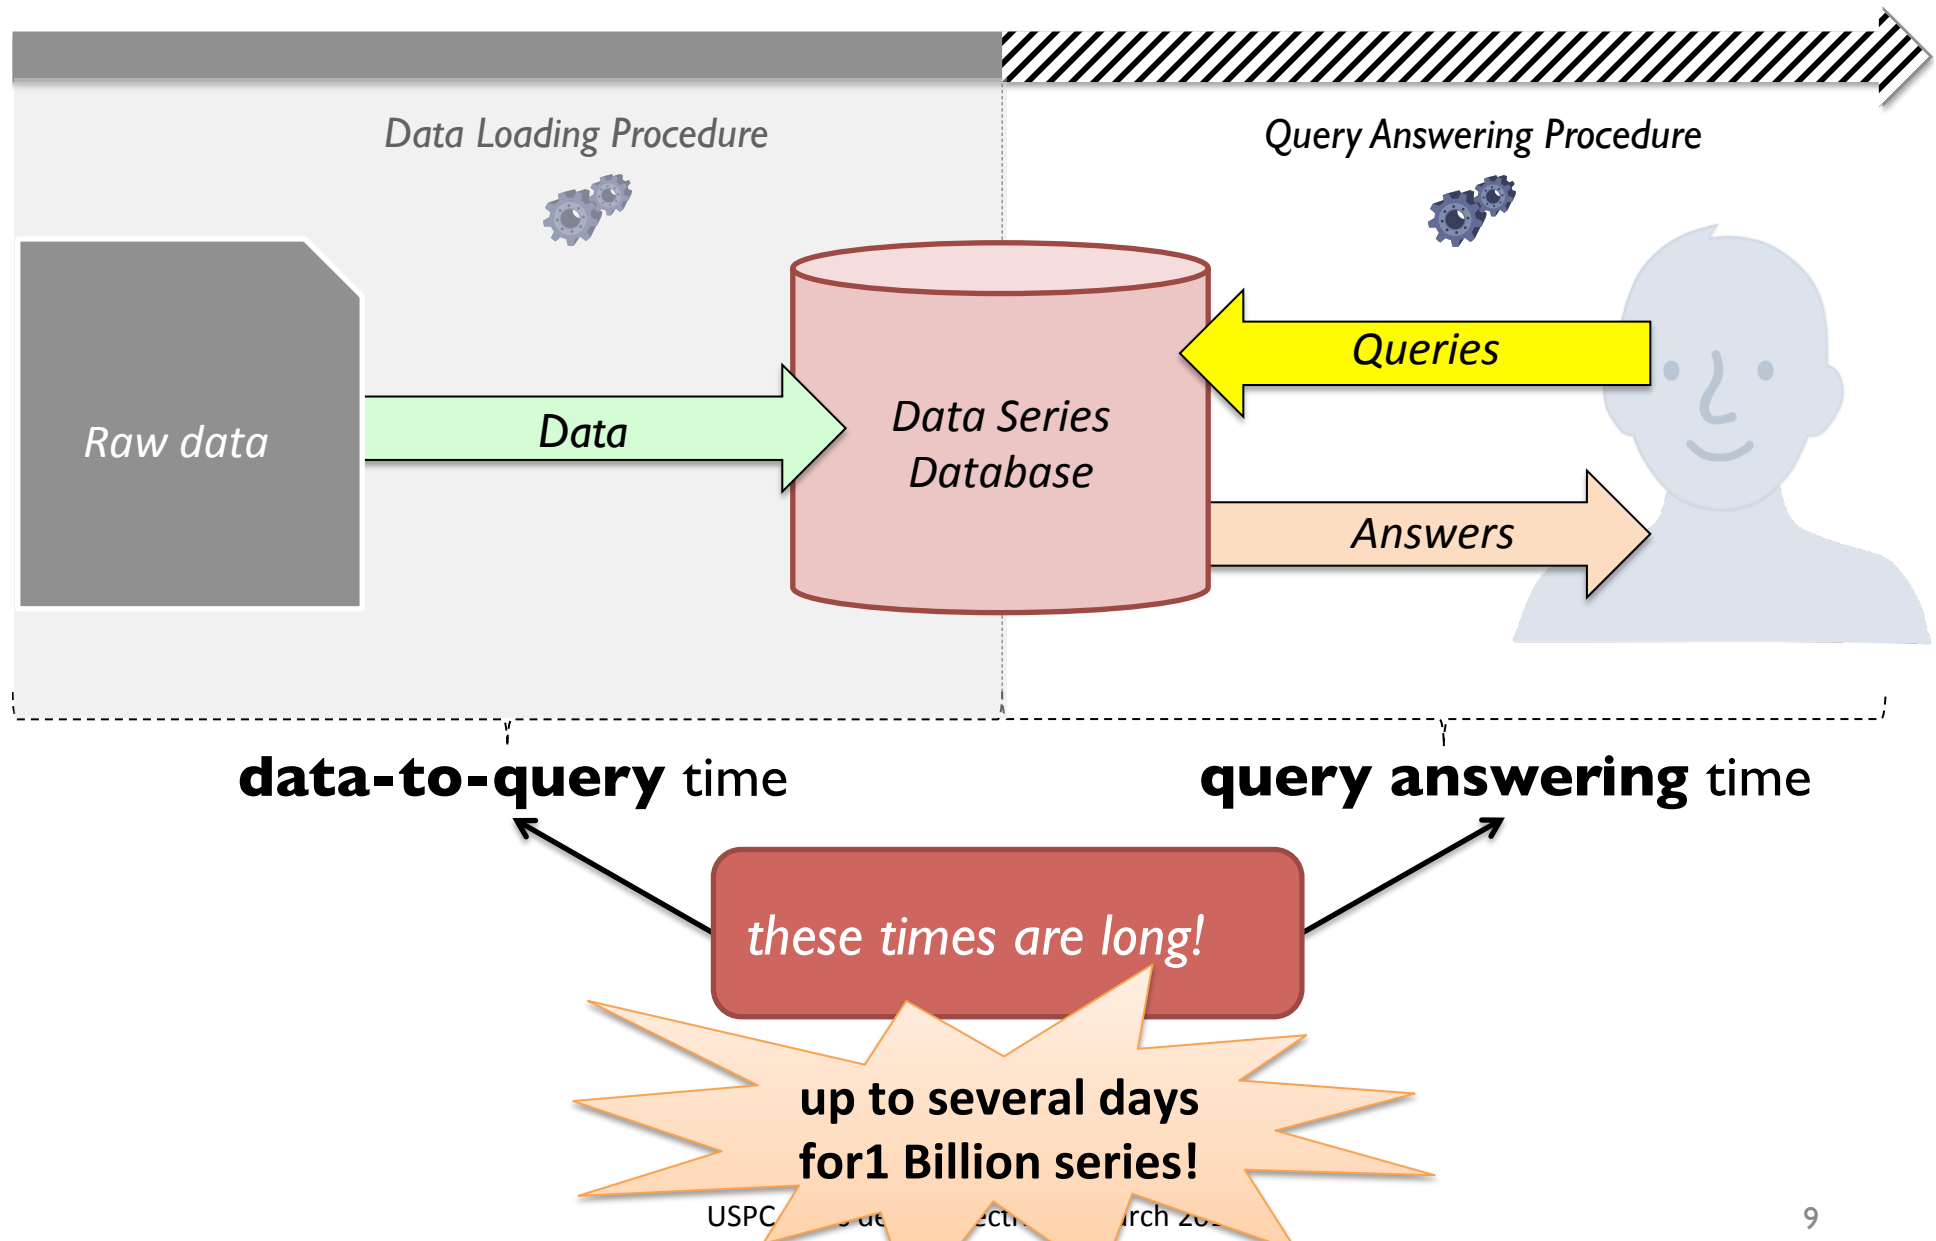 Data Loading Procedure
Query Answering Procedure
Raw data
Data
Data Series
Database
Queries
Answers
data-to-query time
query answering time
these times are long!
up to several days
for1 Billion series!
USPC
9